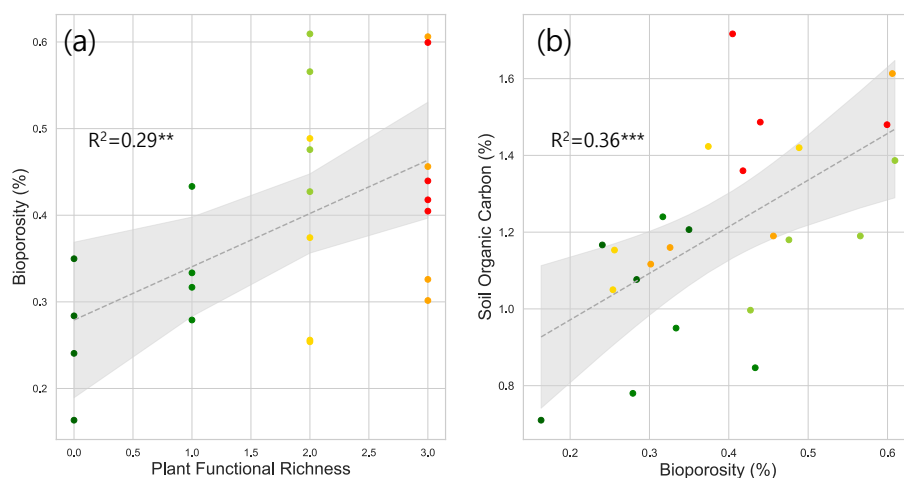 (a)
R²=0.29**
Bioporosity (%)
0.6
0.5
0.4
0.3
0.2
0.0 0.5 1.0 1.5 2.0 2.5 3.0
Plant Functional Richness
(b)
R²=0.36***
Soil Organic Carbon (%)
1.6
1.4
1.2
1.0
0.8
0.2 0.3 0.4 0.5 0.6
Bioporosity (%)